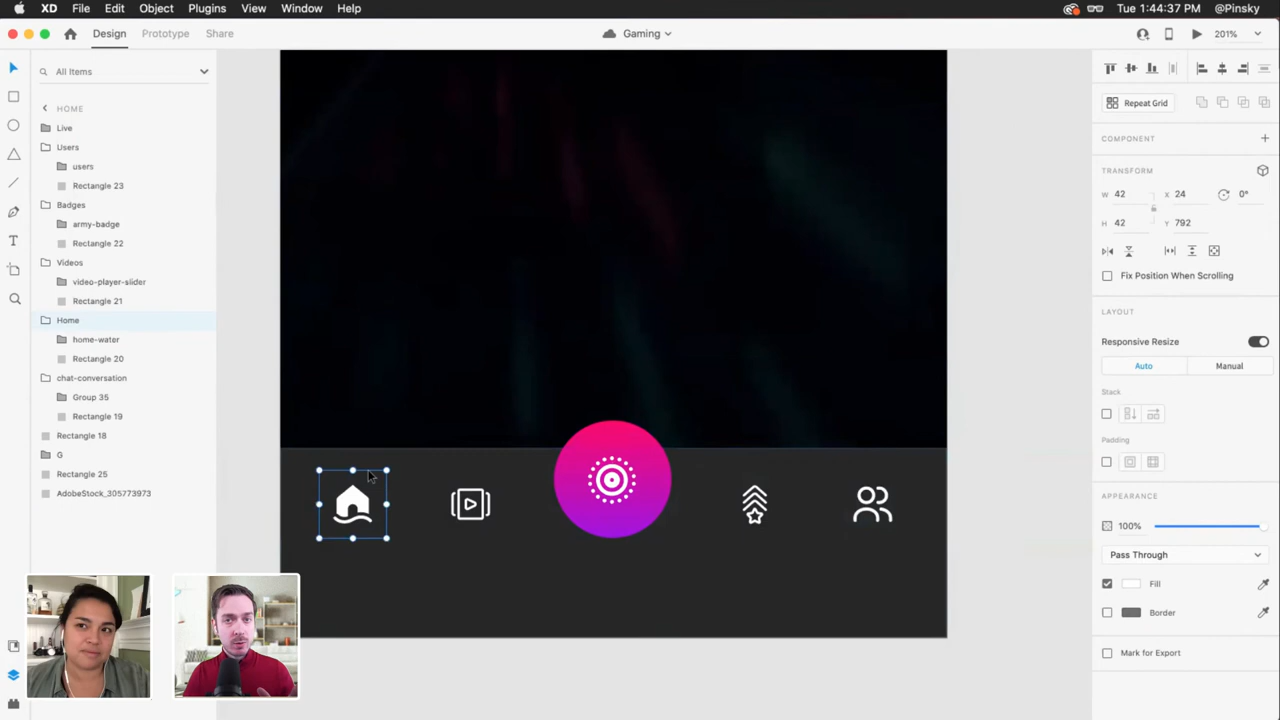 XD File Edit Object Plugins View Window Help
Tue 1:44:37 PM @Pinsky
Design Prototype Share
Gaming
201%
All Items
HOME
Live
Users
users
Rectangle 23
Badges
army-badge
Rectangle 22
Videos
video-player-slider
Rectangle 21
Home
home-water
Rectangle 20
chat-conversation
Group 35
Rectangle 19
Rectangle 18
G
Rectangle 25
AdobeStock_305773973
Repeat Grid
COMPONENT
TRANSFORM
W 42 X 24 0°
H 42 Y 792
Fix Position When Scrolling
LAYOUT
Responsive Resize
Auto Manual
Stack
Padding
APPEARANCE
100%
Pass Through
Fill
Border
Mark for Export